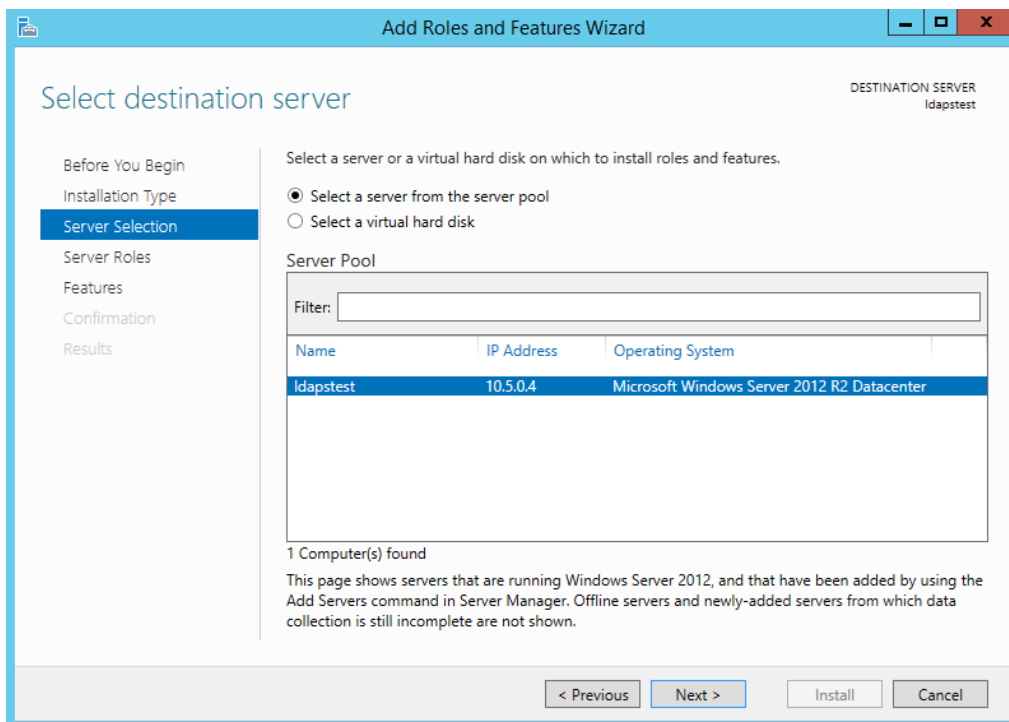 Add Roles and Features Wizard
Select destination server
DESTINATION SERVER
ldapstest
Before You Begin
Installation Type
Server Selection
Server Roles
Features
Confirmation
Results
Select a server or a virtual hard disk on which to install roles and features.
Select a server from the server pool
Select a virtual hard disk
Server Pool
Filter:
Name IP Address Operating System
ldapstest 10.5.0.4 Microsoft Windows Server 2012 R2 Datacenter
1 Computer(s) found
This page shows servers that are running Windows Server 2012, and that have been added by using the
Add Servers command in Server Manager. Offline servers and newly-added servers from which data
collection is still incomplete are not shown.
< Previous Next > Install Cancel